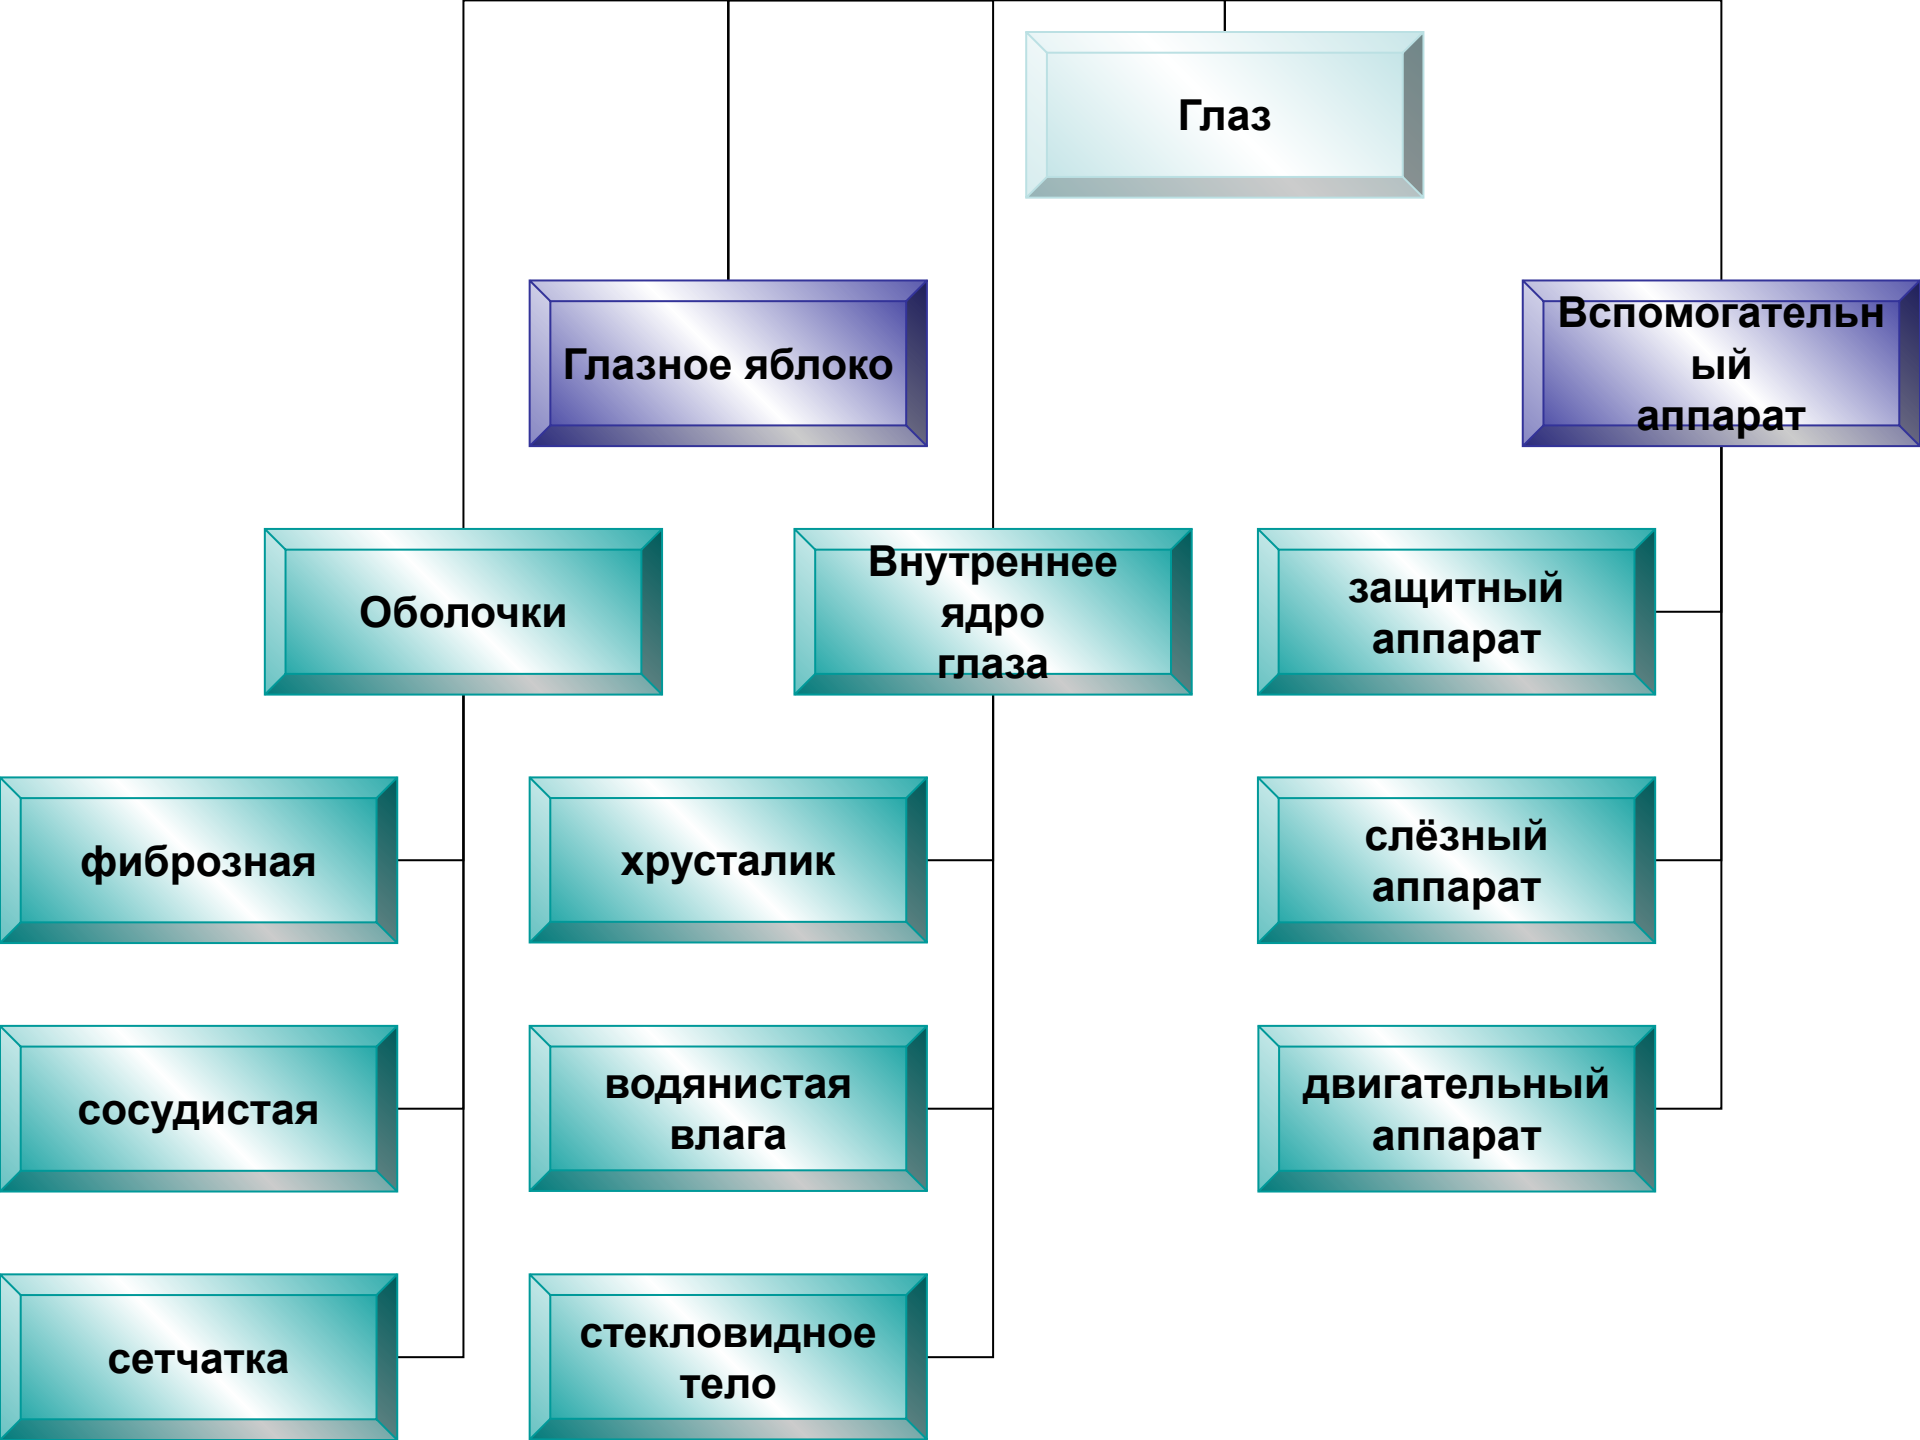 Глаз
Глазное яблоко
Вспомогательн
ый
аппарат
Оболочки
Внутреннее
ядро
глаза
защитный
аппарат
фиброзная
хрусталик
слёзный
аппарат
сосудистая
водянистая
влага
двигательный
аппарат
сетчатка
стекловидное
тело